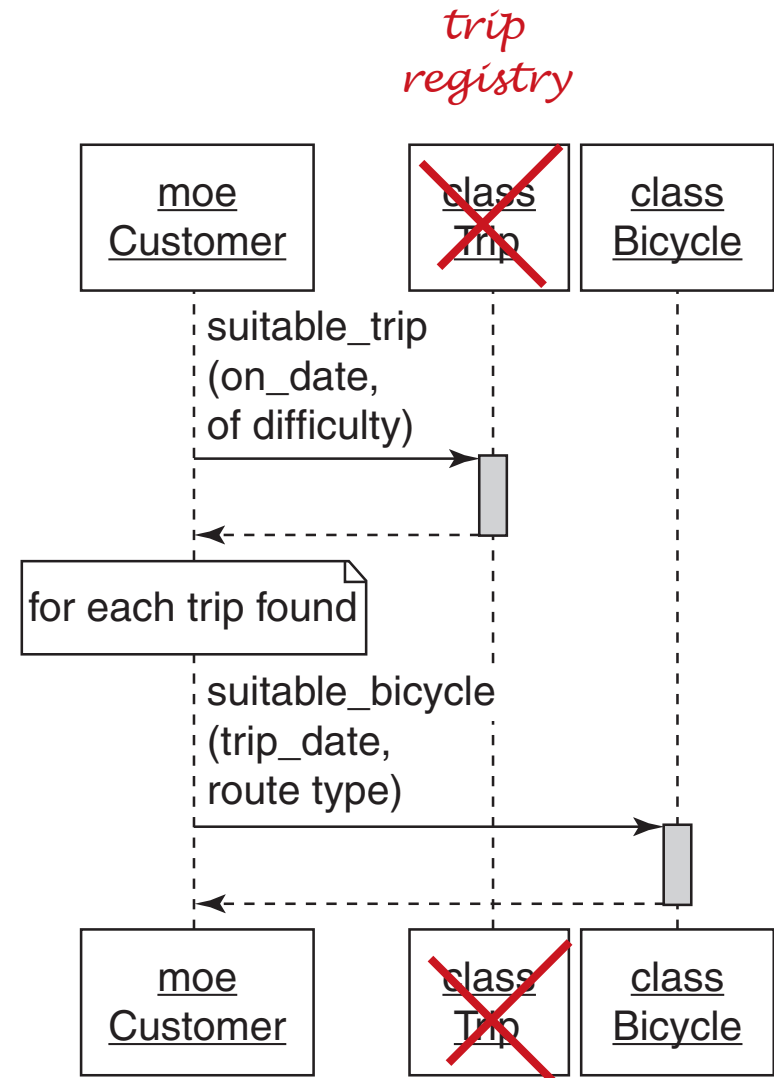 trip
registry
moe
Customer
class
Trip
class
Bicycle
suitable_trip
(on_date,
of difficulty)
for each trip found
suitable_bicycle
(trip_date,
route type)
moe
Customer
class
Trip
class
Bicycle